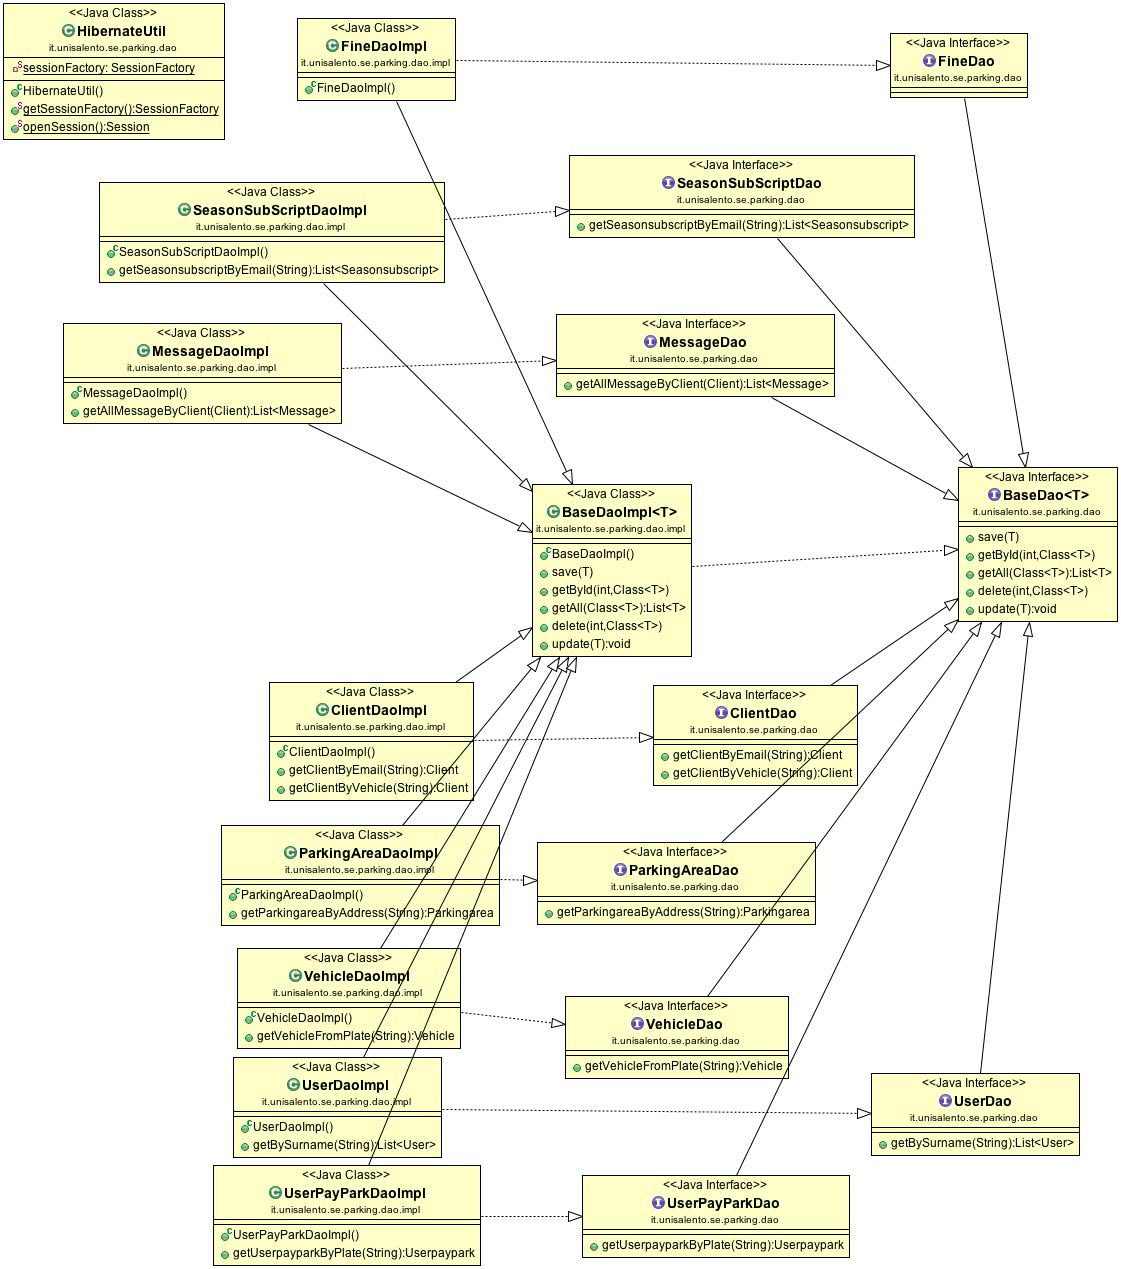 <<Java Class>>
HibernateUtil
it.unisalento.se.parking.dao
sessionFactory: SessionFactory
HibernateUtil()
getSessionFactory():SessionFactory
openSession():Session
<<Java Class>>
FineDaoImpl
it.unisalento.se.parking.dao.impl
FineDaoImpl()
<<Java Interface>>
FineDao
it.unisalento.se.parking.dao
<<Java Class>>
SeasonSubScriptDaoImpl
it.unisalento.se.parking.dao.impl
SeasonSubScriptDaoImpl()
getSeasonsubscriptByEmail(String):List<Seasonsubscript>
<<Java Interface>>
SeasonSubScriptDao
it.unisalento.se.parking.dao
getSeasonsubscriptByEmail(String):List<Seasonsubscript>
<<Java Class>>
MessageDaoImpl
it.unisalento.se.parking.dao.impl
MessageDaoImpl()
getAllMessageByClient(Client):List<Message>
<<Java Interface>>
MessageDao
it.unisalento.se.parking.dao
getAllMessageByClient(Client):List<Message>
<<Java Class>>
BaseDaoImpl<T>
it.unisalento.se.parking.dao.impl
BaseDaoImpl()
save(T)
getById(int,Class<T>)
getAll(Class<T>):List<T>
delete(int,Class<T>)
update(T):void
<<Java Interface>>
BaseDao<T>
it.unisalento.se.parking.dao
save(T)
getById(int,Class<T>)
getAll(Class<T>):List<T>
delete(int,Class<T>)
update(T):void
<<Java Class>>
ClientDaoImpl
it.unisalento.se.parking.dao.impl
ClientDaoImpl()
getClientByEmail(String):Client
getClientByVehicle(String):Client
<<Java Interface>>
ClientDao
it.unisalento.se.parking.dao
getClientByEmail(String):Client
getClientByVehicle(String):Client
<<Java Class>>
ParkingAreaDaoImpl
it.unisalento.se.parking.dao.impl
ParkingAreaDaoImpl()
getParkingareaByAddress(String):Parkingarea
<<Java Interface>>
ParkingAreaDao
it.unisalento.se.parking.dao
getParkingareaByAddress(String):Parkingarea
<<Java Class>>
VehicleDaoImpl
it.unisalento.se.parking.dao.impl
VehicleDaoImpl()
getVehicleFromPlate(String):Vehicle
<<Java Interface>>
VehicleDao
it.unisalento.se.parking.dao
getVehicleFromPlate(String):Vehicle
<<Java Class>>
UserDaoImpl
it.unisalento.se.parking.dao.impl
UserDaoImpl()
getBySurname(String):List<User>
<<Java Interface>>
UserDao
it.unisalento.se.parking.dao
getBySurname(String):List<User>
<<Java Class>>
UserPayParkDaoImpl
it.unisalento.se.parking.dao.impl
UserPayParkDaoImpl()
getUserpayparkByPlate(String):Userpaypark
<<Java Interface>>
UserPayParkDao
it.unisalento.se.parking.dao
getUserpayparkByPlate(String):Userpaypark